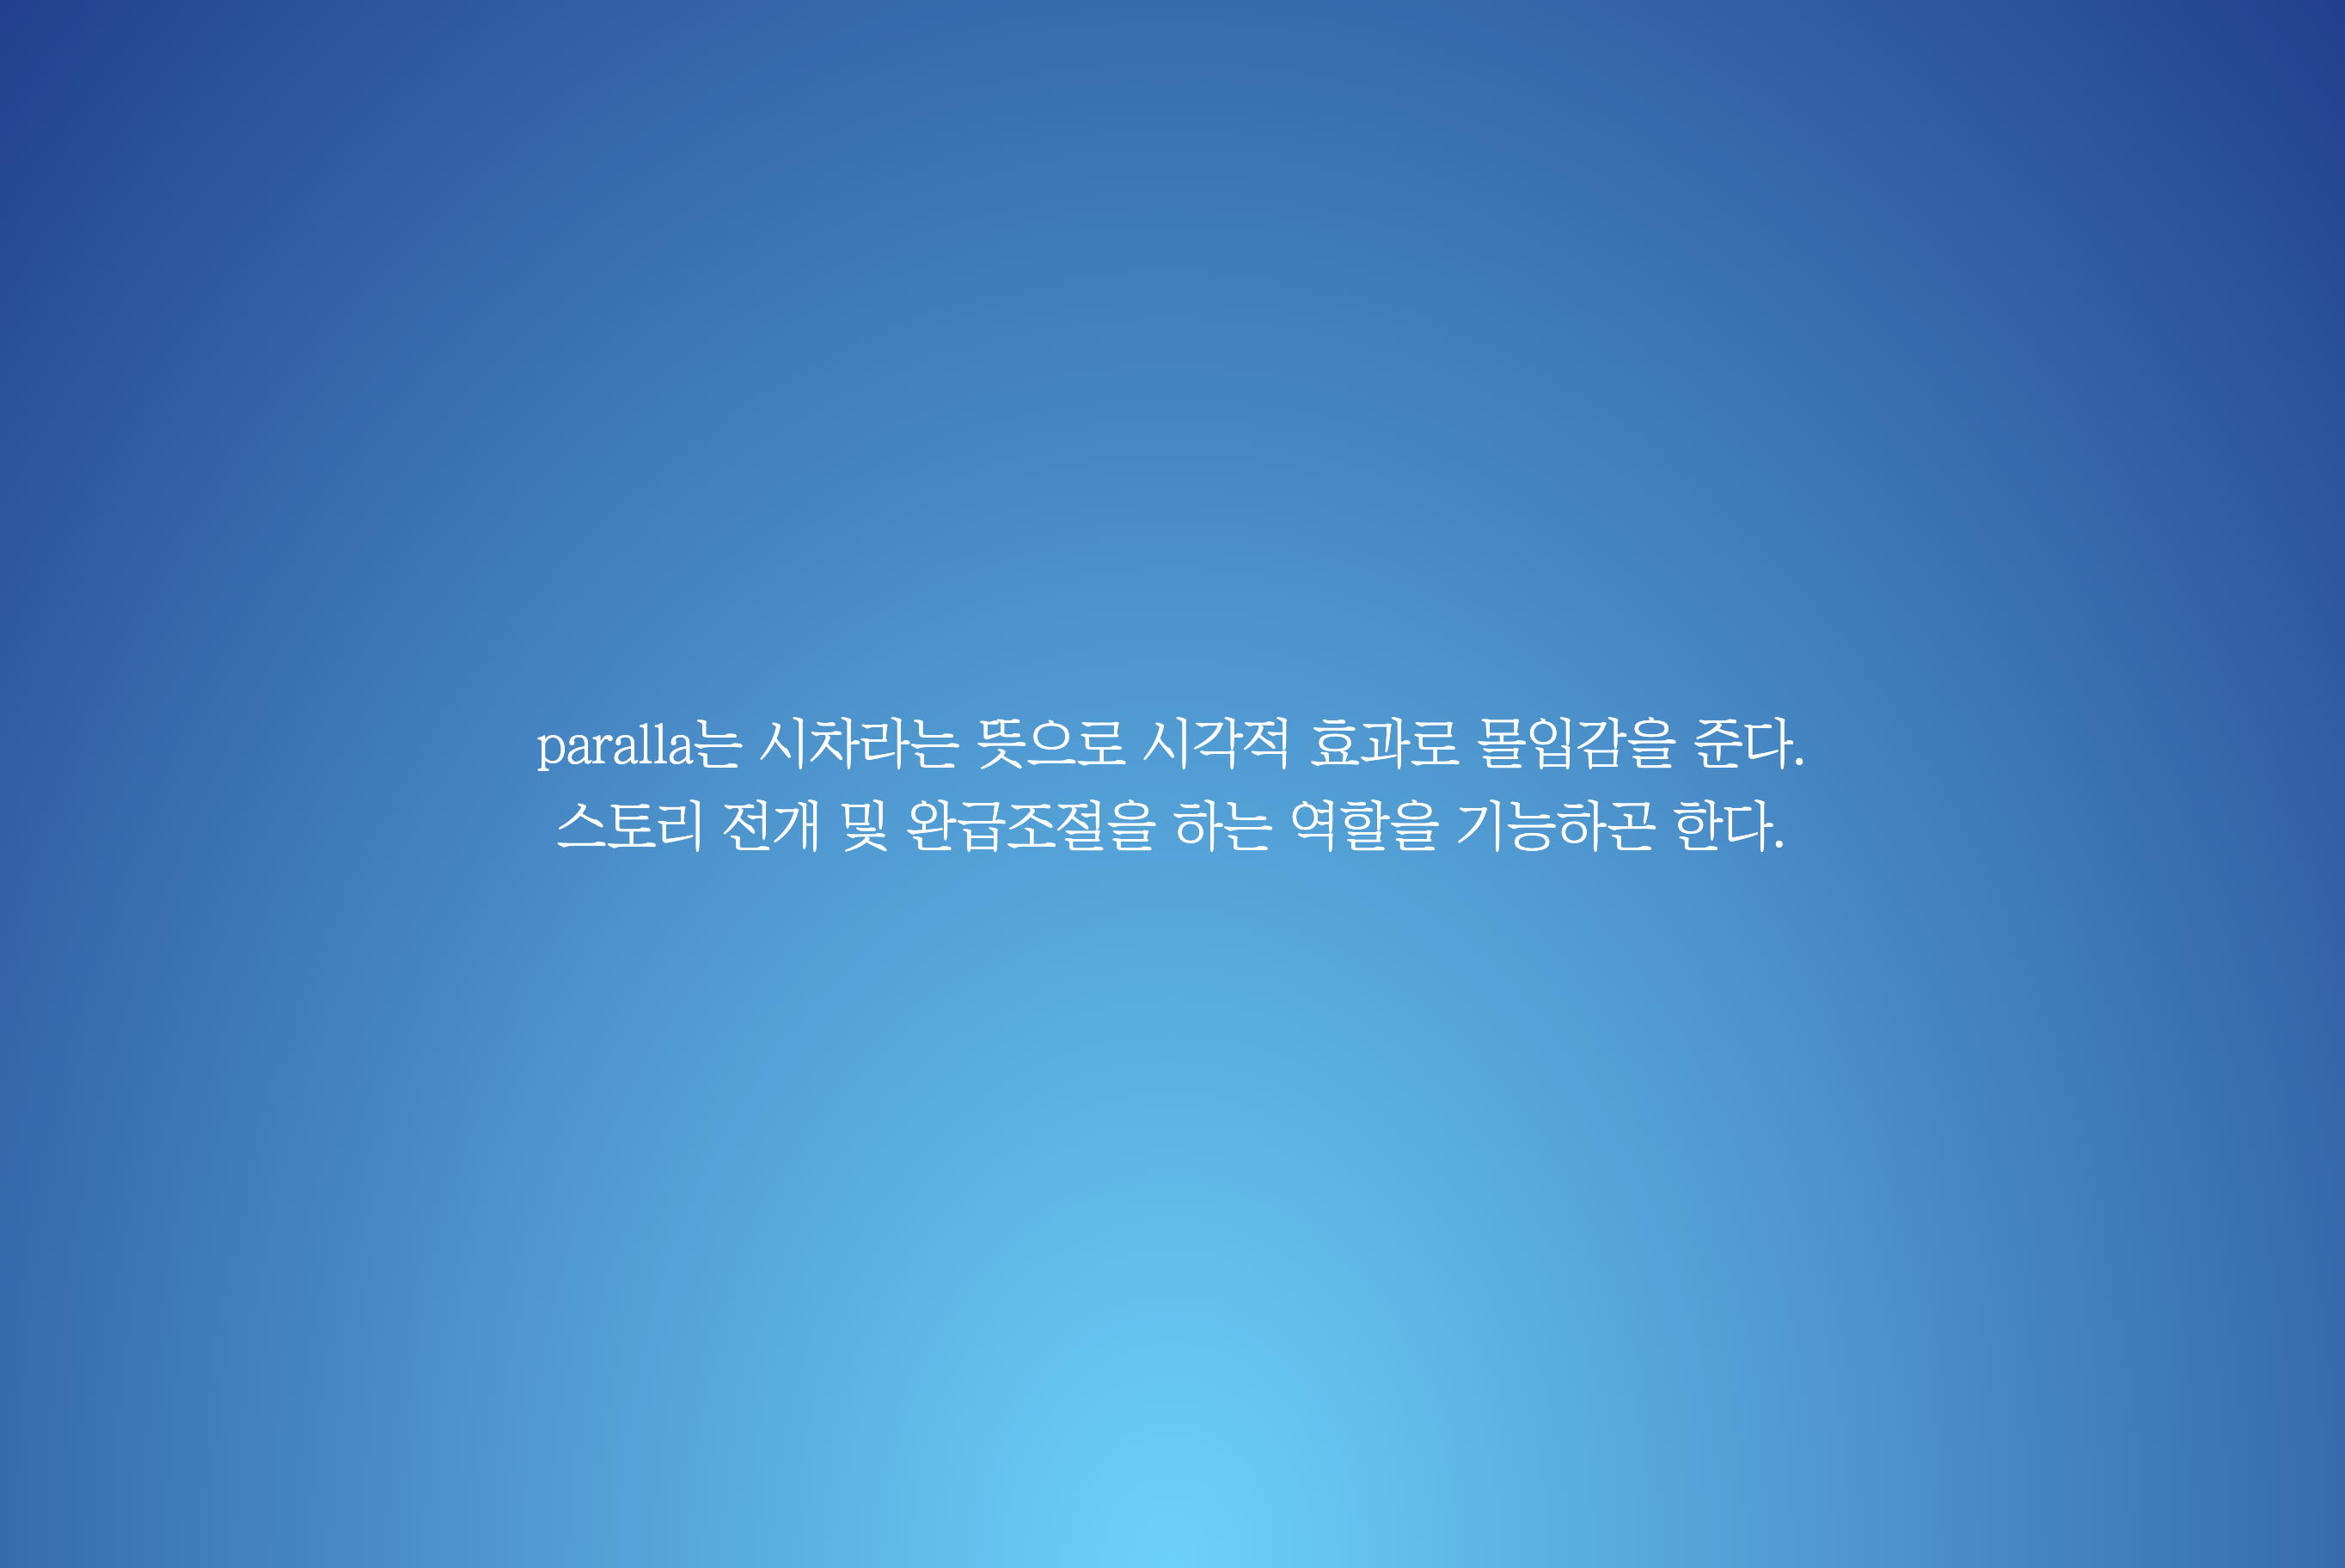 paralla는 시차라는 뜻으로 시각적 효과로 몰입감을 준다.
스토리 전개 및 완급조절을 하는 역할을 기능하곤 한다.